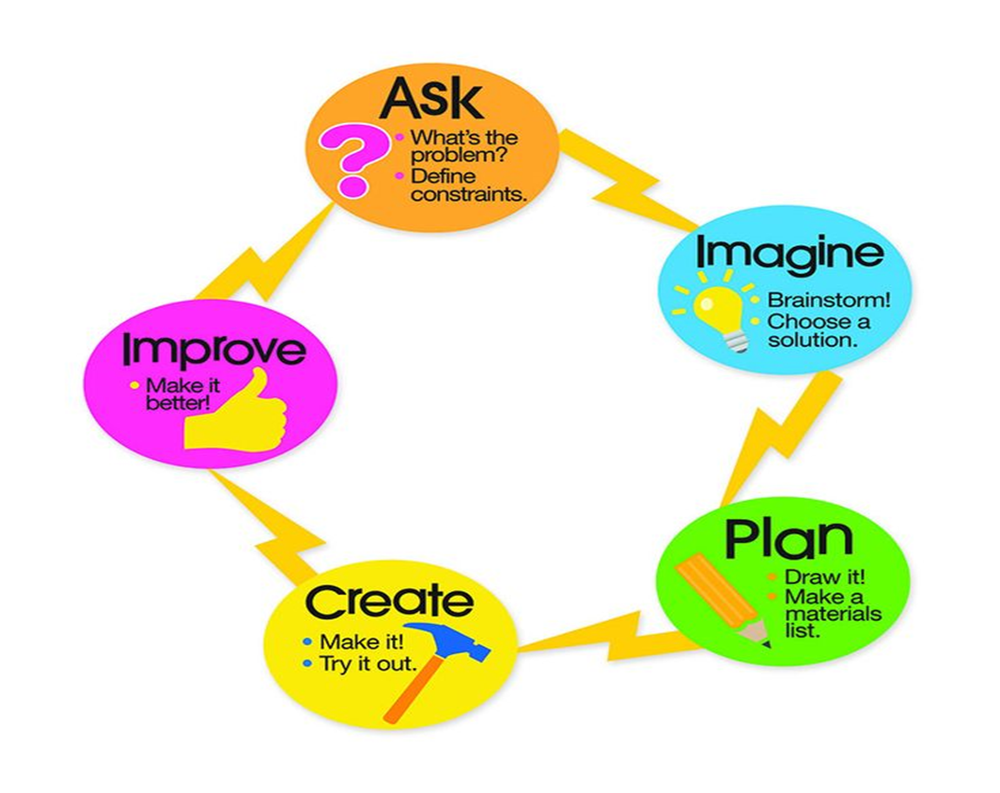 Ask
• What's the
problem?
• Define
constraints.
Imagine
• Brainstorm!
• Choose a
solution.
Plan
• Draw it!
• Make a
materials
list.
Create
• Make it!
• Try it out.
Improve
• Make it
better!